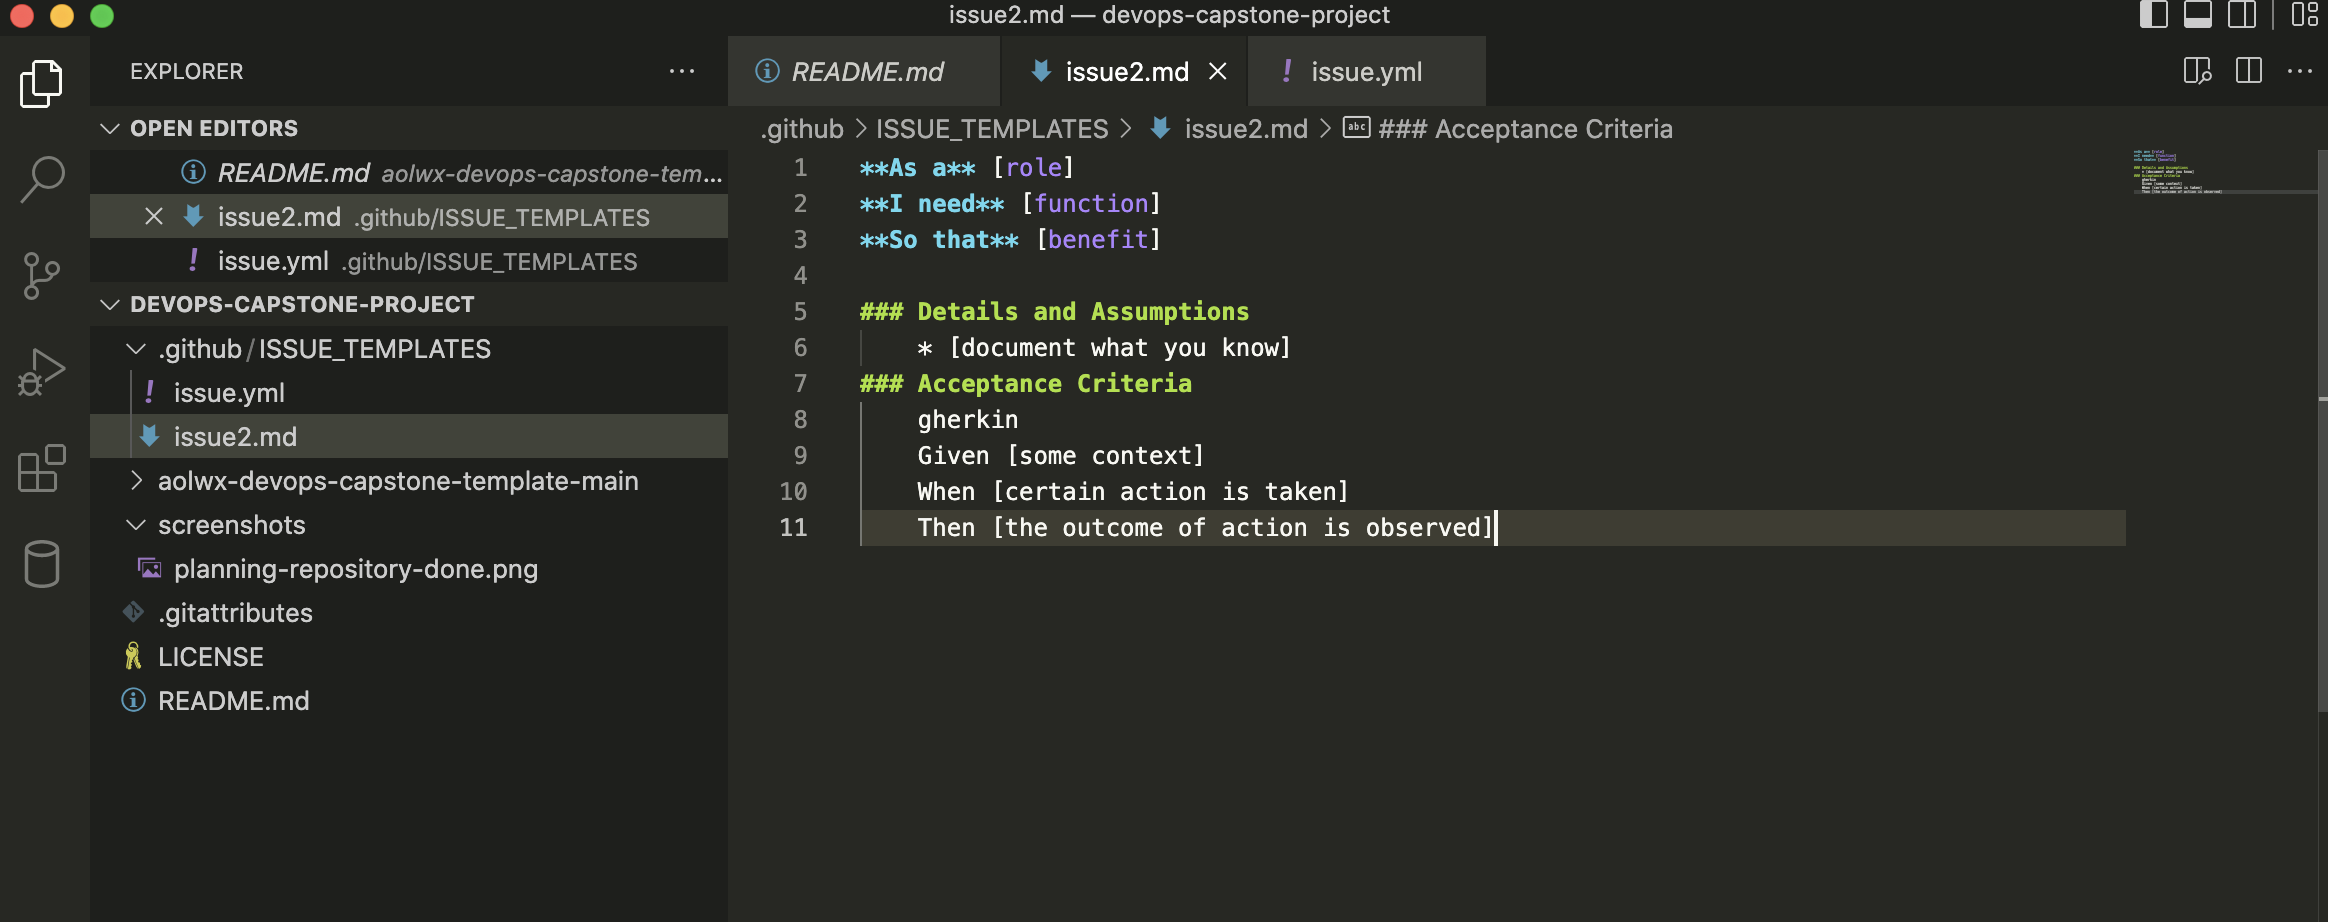 issue2.md — devops-capstone-project
EXPLORER
OPEN EDITORS
README.md aolwx-devops-capstone-tem...
issue2.md .github/ISSUE_TEMPLATES
issue.yml .github/ISSUE_TEMPLATES
DEVOPS-CAPSTONE-PROJECT
.github/ISSUE_TEMPLATES
issue.yml
issue2.md
aolwx-devops-capstone-template-main
screenshots
planning-repository-done.png
.gitattributes
LICENSE
README.md
README.md
issue2.md
issue.yml
.github > ISSUE_TEMPLATES > issue2.md > abc ### Acceptance Criteria
1 **As a** [role]
2 **I need** [function]
3 **So that** [benefit]
4
5 ### Details and Assumptions
6 * [document what you know]
7 ### Acceptance Criteria
8 gherkin
9 Given [some context]
10 When [certain action is taken]
11 Then [the outcome of action is observed]